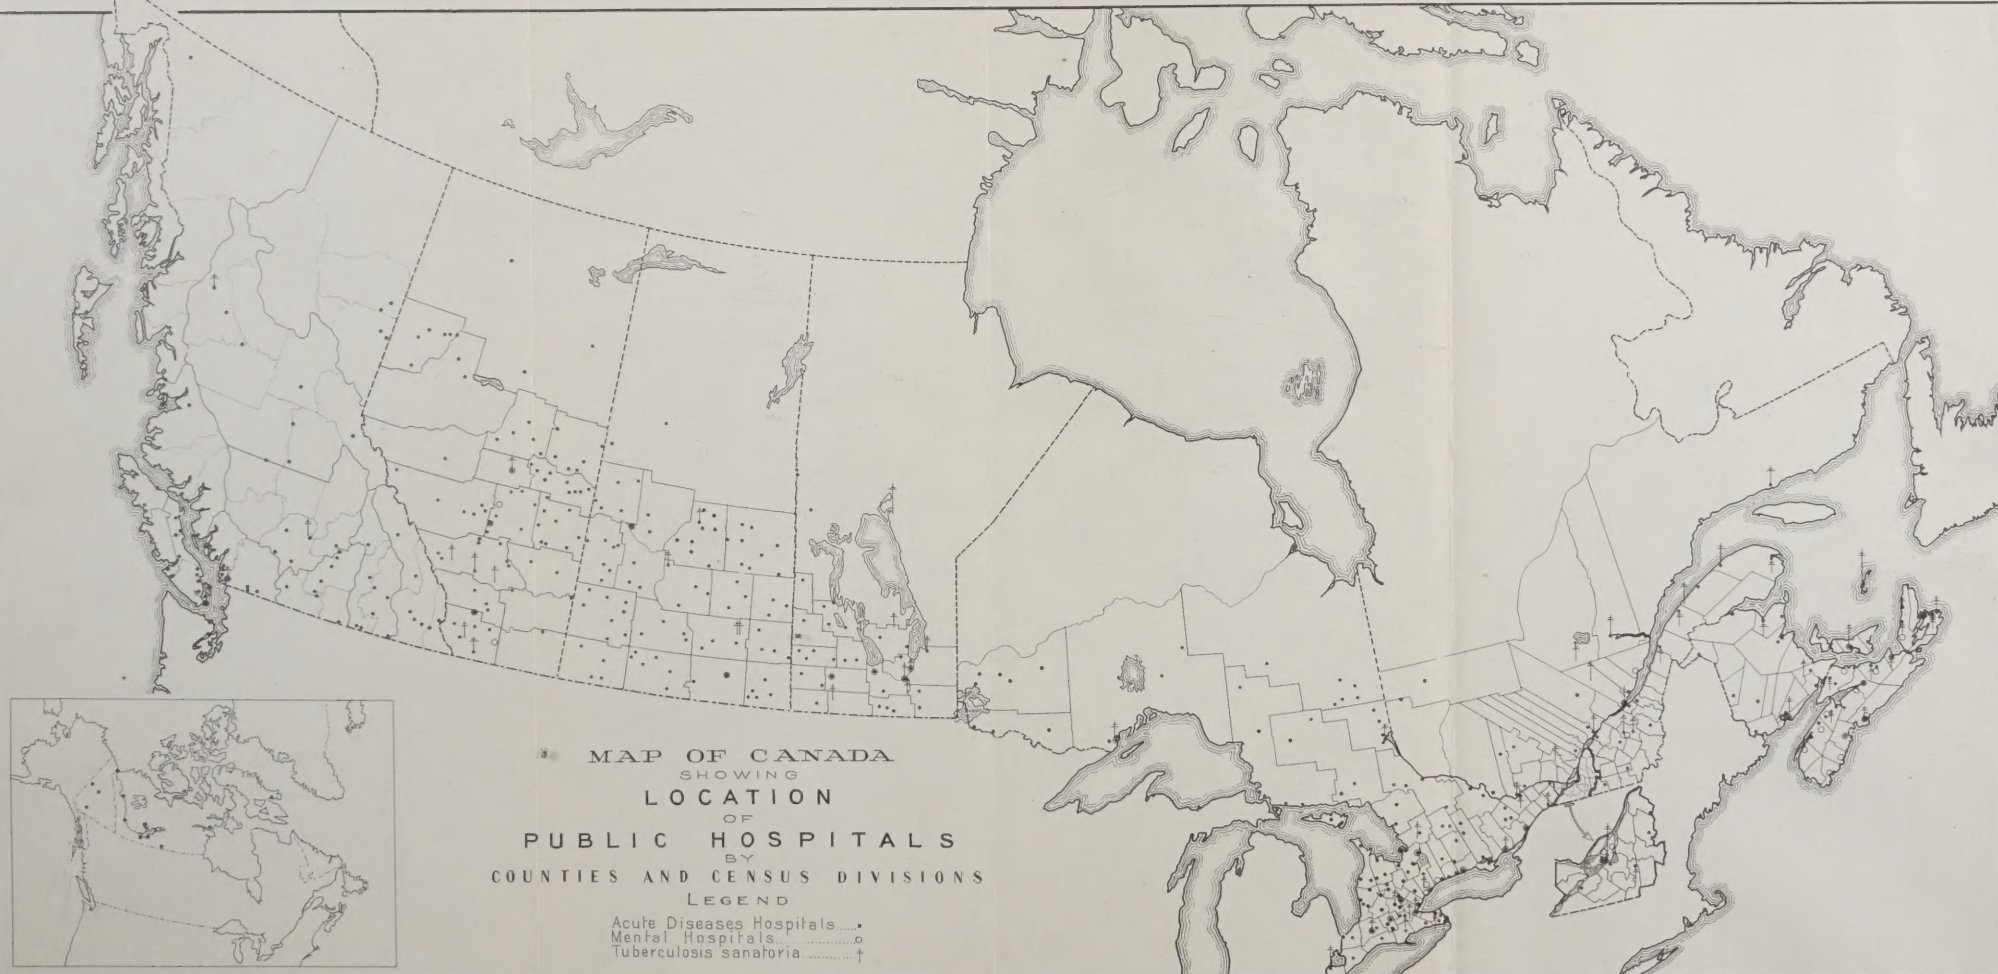 MAP OF CANADA
SHOWING
LOCATION
OF
PUBLIC HOSPITALS
BY
COUNTIES AND CENSUS DIVISIONS
LEGEND
Acute Diseases Hospitals.....•
Mental Hospitals..............o
Tuberculosis sanatoria.........†